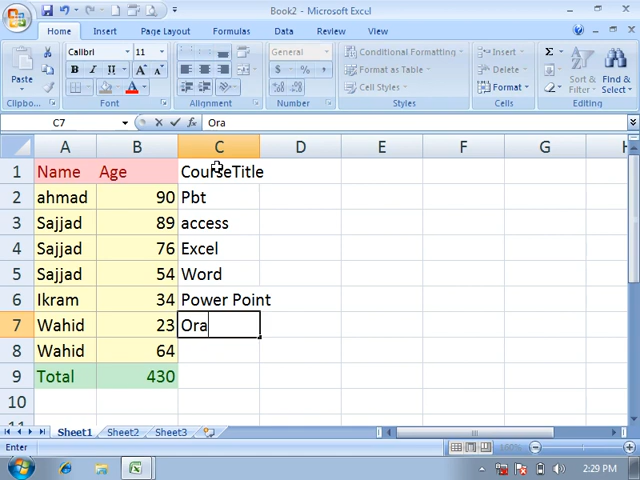 Book2 - Microsoft Excel
Home Insert Page Layout Formulas Data Review View
Calibri 11 General Conditional Formatting Insert
Paste B I U A A $ % , Format as Table Delete Sort & Find &
Cell Styles Format Filter Select
Clipboa... Font Alignment Number Styles Cells Editing
C7 fx Ora
A B C D E F G H
1 Name Age CourseTitle
2 ahmad 90 Pbt
3 Sajjad 89 access
4 Sajjad 76 Excel
5 Sajjad 54 Word
6 Ikram 34 Power Point
7 Wahid 23 Ora
8 Wahid 64
9 Total 430
10
11
Sheet1 Sheet2 Sheet3
Enter 160%
2:29 PM